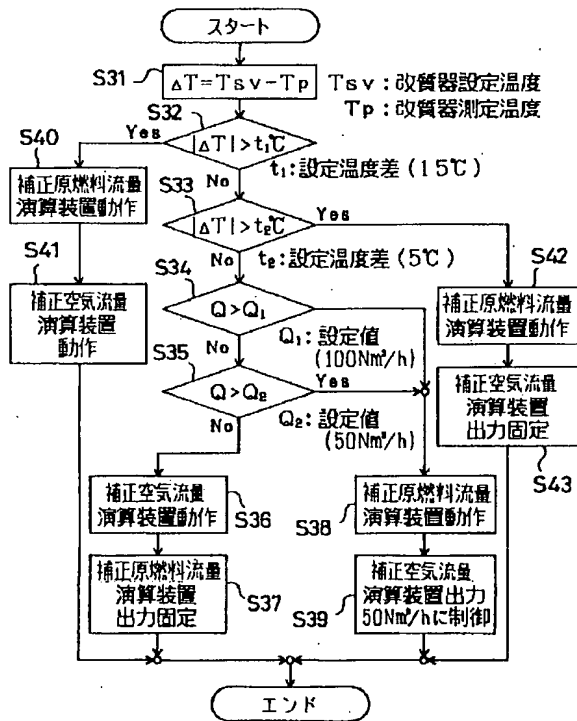 スタート
S31
ΔT=Tsv-Tp
Tsv:改質器設定温度
Tp:改質器測定温度
S32
|ΔT|>t₁℃
Yes
No
t₁:設定温度差(15℃)
S40
補正原燃料流量
演算装置動作
S33
|ΔT|>t₂℃
Yes
No
t₂:設定温度差(5℃)
S41
補正空気流量
演算装置
動作
S34
Q>Q₁
No
Q₁:設定値
(100Nm³/h)
S42
補正原燃料流量
演算装置動作
S35
Q>Q₂
Yes
No
Q₂:設定値
(50Nm³/h)
補正空気流量
演算装置
出力固定
S43
補正空気流量
演算装置動作
S36
補正原燃料流量
演算装置動作
S38
補正原燃料流量
演算装置
出力固定
S37
補正空気流量
演算装置出力
50Nm³/hに制御
S39
エンド